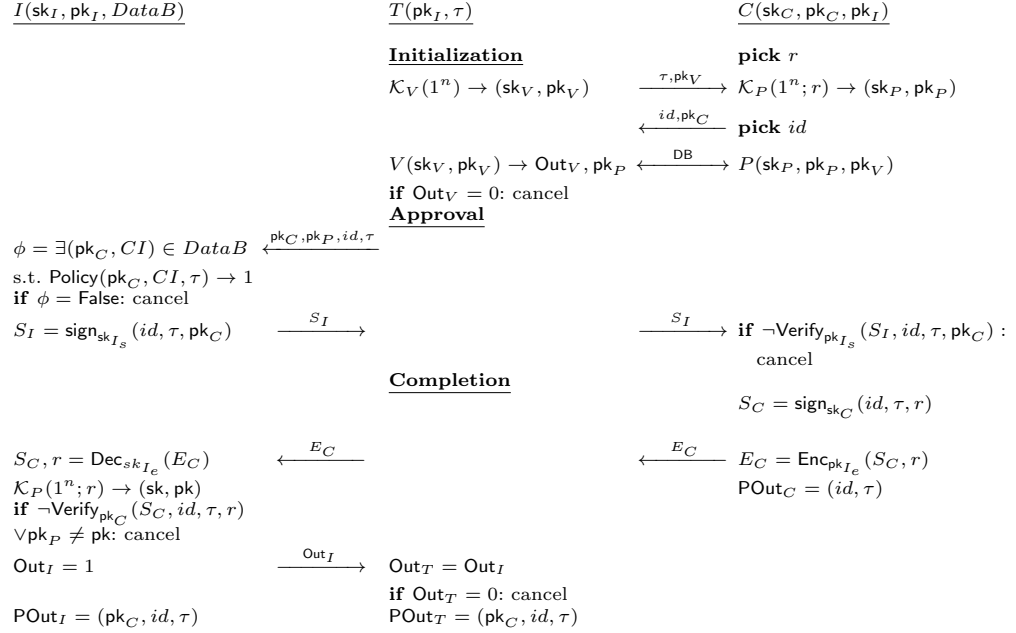 I(sk_I, pk_I, DataB) T(pk_I, τ) C(sk_C, pk_C, pk_I)
Initialization pick r
K_V(1^n) → (sk_V, pk_V) τ,pk_V K_P(1^n; r) → (sk_P, pk_P)
id,pk_C pick id
V(sk_V, pk_V) → Out_V, pk_P DB P(sk_P, pk_P, pk_V)
if Out_V = 0: cancel
Approval
ϕ = ∃(pk_C, CI) ∈ DataB pk_C,pk_P,id,τ
s.t. Policy(pk_C, CI, τ) → 1
if ϕ = False: cancel
S_I = sign_{sk_{I_s}}(id, τ, pk_C) S_I S_I if ¬Verify_{pk_{I_s}}(S_I, id, τ, pk_C) :
cancel
Completion
S_C = sign_{sk_C}(id, τ, r)
S_C, r = Dec_{sk_{I_e}}(E_C) E_C E_C E_C = Enc_{pk_{I_e}}(S_C, r)
K_P(1^n; r) → (sk, pk) POut_C = (id, τ)
if ¬Verify_{pk_C}(S_C, id, τ, r)
∨pk_P ≠ pk: cancel
Out_I = 1 Out_I Out_T = Out_I
if Out_T = 0: cancel
POut_I = (pk_C, id, τ) POut_T = (pk_C, id, τ)